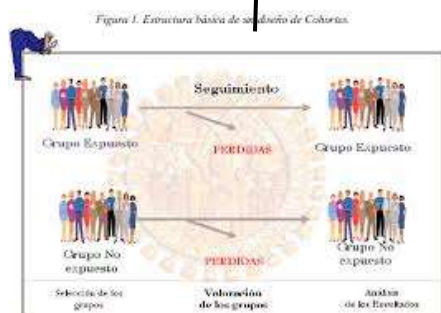 Figura 1. Estructura básica de un diseño de Cohortes.
Seguimiento
Grupo Expuesto
PERDIDAS
Grupo Expuesto
Grupo No
expuesto
PERDIDAS
Grupo No
expuesto
Selección de los
grupos
Valoración
de los grupos
Análisis
de los Resultados